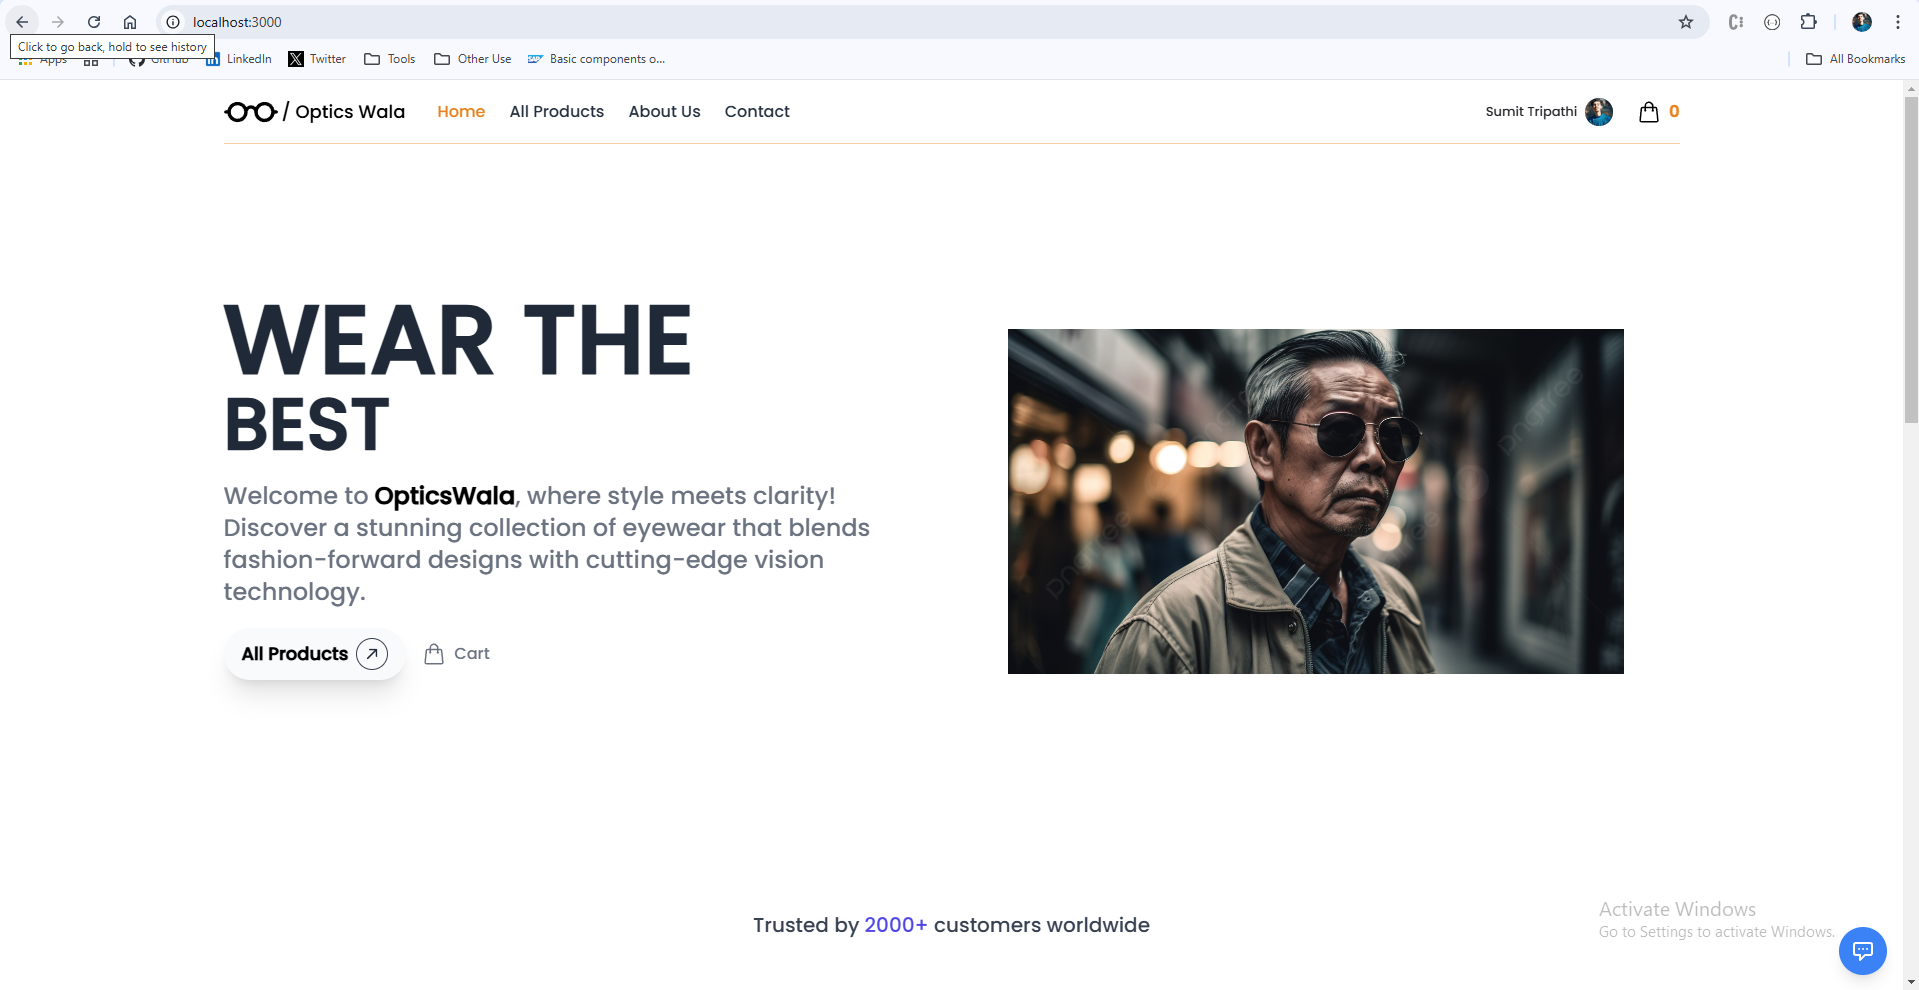 localhost:3000
Click to go back, hold to see history
Apps
GitHub
LinkedIn
Twitter
Tools
Other Use
Basic components o...
All Bookmarks
/ Optics Wala
Home
All Products
About Us
Contact
Sumit Tripathi
0
WEAR THE
BEST
Welcome to OpticsWala, where style meets clarity!
Discover a stunning collection of eyewear that blends
fashion-forward designs with cutting-edge vision
technology.
All Products
Cart
Trusted by 2000+ customers worldwide
Activate Windows
Go to Settings to activate Windows.